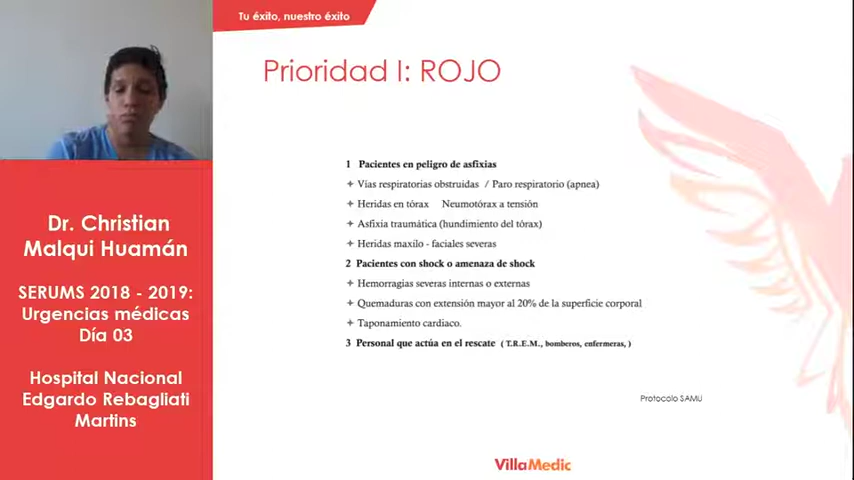 Tu éxito, nuestro éxito
Prioridad I: ROJO
1 Pacientes en peligro de asfixias
+ Vías respiratorias obstruidas / Paro respiratorio (apnea)
+ Heridas en tórax Neumotórax a tensión
+ Asfixia traumática (hundimiento del tórax)
+ Heridas maxilo - faciales severas
2 Pacientes con shock o amenaza de shock
+ Hemorragias severas internas o externas
+ Quemaduras con extensión mayor al 20% de la superficie corporal
+ Taponamiento cardiaco.
3 Personal que actúa en el rescate ( T.R.E.M., bomberos, enfermeras, )
Protocolo SAMU
VillaMedic
Dr. Christian
Malqui Huamán
SERUMS 2018 - 2019:
Urgencias médicas
Día 03
Hospital Nacional
Edgardo Rebagliati
Martins